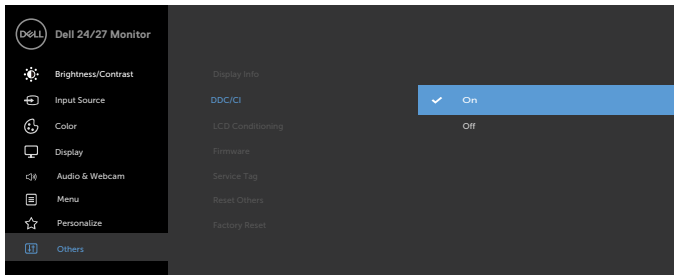 DELL Dell 24/27 Monitor
Brightness/Contrast
Input Source
Color
Display
Audio & Webcam
Menu
Personalize
Others
Display Info
DDC/CI
LCD Conditioning
Firmware
Service Tag
Reset Others
Factory Reset
On
Off